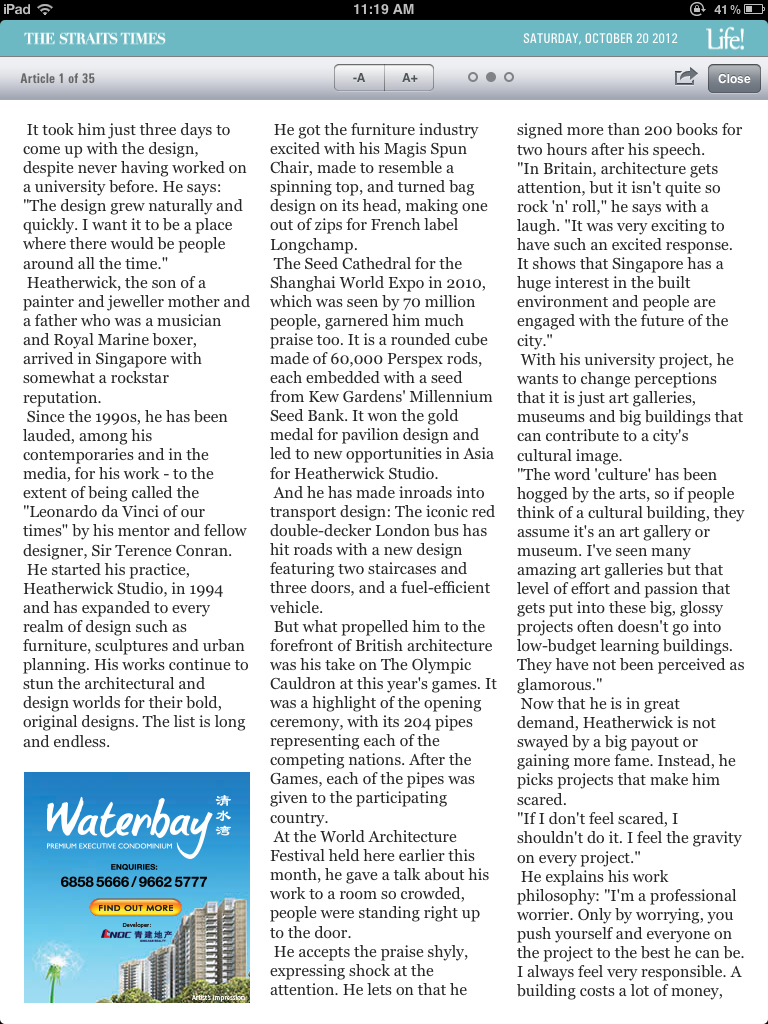 iPad 11:19 AM 41%
THE STRAITS TIMES SATURDAY, OCTOBER 20 2012 Life!
Article 1 of 35 -A A+ Close
It took him just three days to
come up with the design,
despite never having worked on
a university before. He says:
"The design grew naturally and
quickly. I want it to be a place
where there would be people
around all the time."
Heatherwick, the son of a
painter and jeweller mother and
a father who was a musician
and Royal Marine boxer,
arrived in Singapore with
somewhat a rockstar
reputation.
Since the 1990s, he has been
lauded, among his
contemporaries and in the
media, for his work - to the
extent of being called the
"Leonardo da Vinci of our
times" by his mentor and fellow
designer, Sir Terence Conran.
He started his practice,
Heatherwick Studio, in 1994
and has expanded to every
realm of design such as
furniture, sculptures and urban
planning. His works continue to
stun the architectural and
design worlds for their bold,
original designs. The list is long
and endless.
Waterbay 清水湾
PREMIUM EXECUTIVE CONDOMINIUM
ENQUIRIES:
6858 5666 / 9662 5777
FIND OUT MORE
Developer:
CNQC 青建地产
Artist's Impression
He got the furniture industry
excited with his Magis Spun
Chair, made to resemble a
spinning top, and turned bag
design on its head, making one
out of zips for French label
Longchamp.
The Seed Cathedral for the
Shanghai World Expo in 2010,
which was seen by 70 million
people, garnered him much
praise too. It is a rounded cube
made of 60,000 Perspex rods,
each embedded with a seed
from Kew Gardens' Millennium
Seed Bank. It won the gold
medal for pavilion design and
led to new opportunities in Asia
for Heatherwick Studio.
And he has made inroads into
transport design: The iconic red
double-decker London bus has
hit roads with a new design
featuring two staircases and
three doors, and a fuel-efficient
vehicle.
But what propelled him to the
forefront of British architecture
was his take on The Olympic
Cauldron at this year's games. It
was a highlight of the opening
ceremony, with its 204 pipes
representing each of the
competing nations. After the
Games, each of the pipes was
given to the participating
country.
At the World Architecture
Festival held here earlier this
month, he gave a talk about his
work to a room so crowded,
people were standing right up
to the door.
He accepts the praise shyly,
expressing shock at the
attention. He lets on that he
signed more than 200 books for
two hours after his speech.
"In Britain, architecture gets
attention, but it isn't quite so
rock 'n' roll," he says with a
laugh. "It was very exciting to
have such an excited response.
It shows that Singapore has a
huge interest in the built
environment and people are
engaged with the future of the
city."
With his university project, he
wants to change perceptions
that it is just art galleries,
museums and big buildings that
can contribute to a city's
cultural image.
"The word 'culture' has been
hogged by the arts, so if people
think of a cultural building, they
assume it's an art gallery or
museum. I've seen many
amazing art galleries but that
level of effort and passion that
gets put into these big, glossy
projects often doesn't go into
low-budget learning buildings.
They have not been perceived as
glamorous."
Now that he is in great
demand, Heatherwick is not
swayed by a big payout or
gaining more fame. Instead, he
picks projects that make him
scared.
"If I don't feel scared, I
shouldn't do it. I feel the gravity
on every project."
He explains his work
philosophy: "I'm a professional
worrier. Only by worrying, you
push yourself and everyone on
the project to the best he can be.
I always feel very responsible. A
building costs a lot of money,